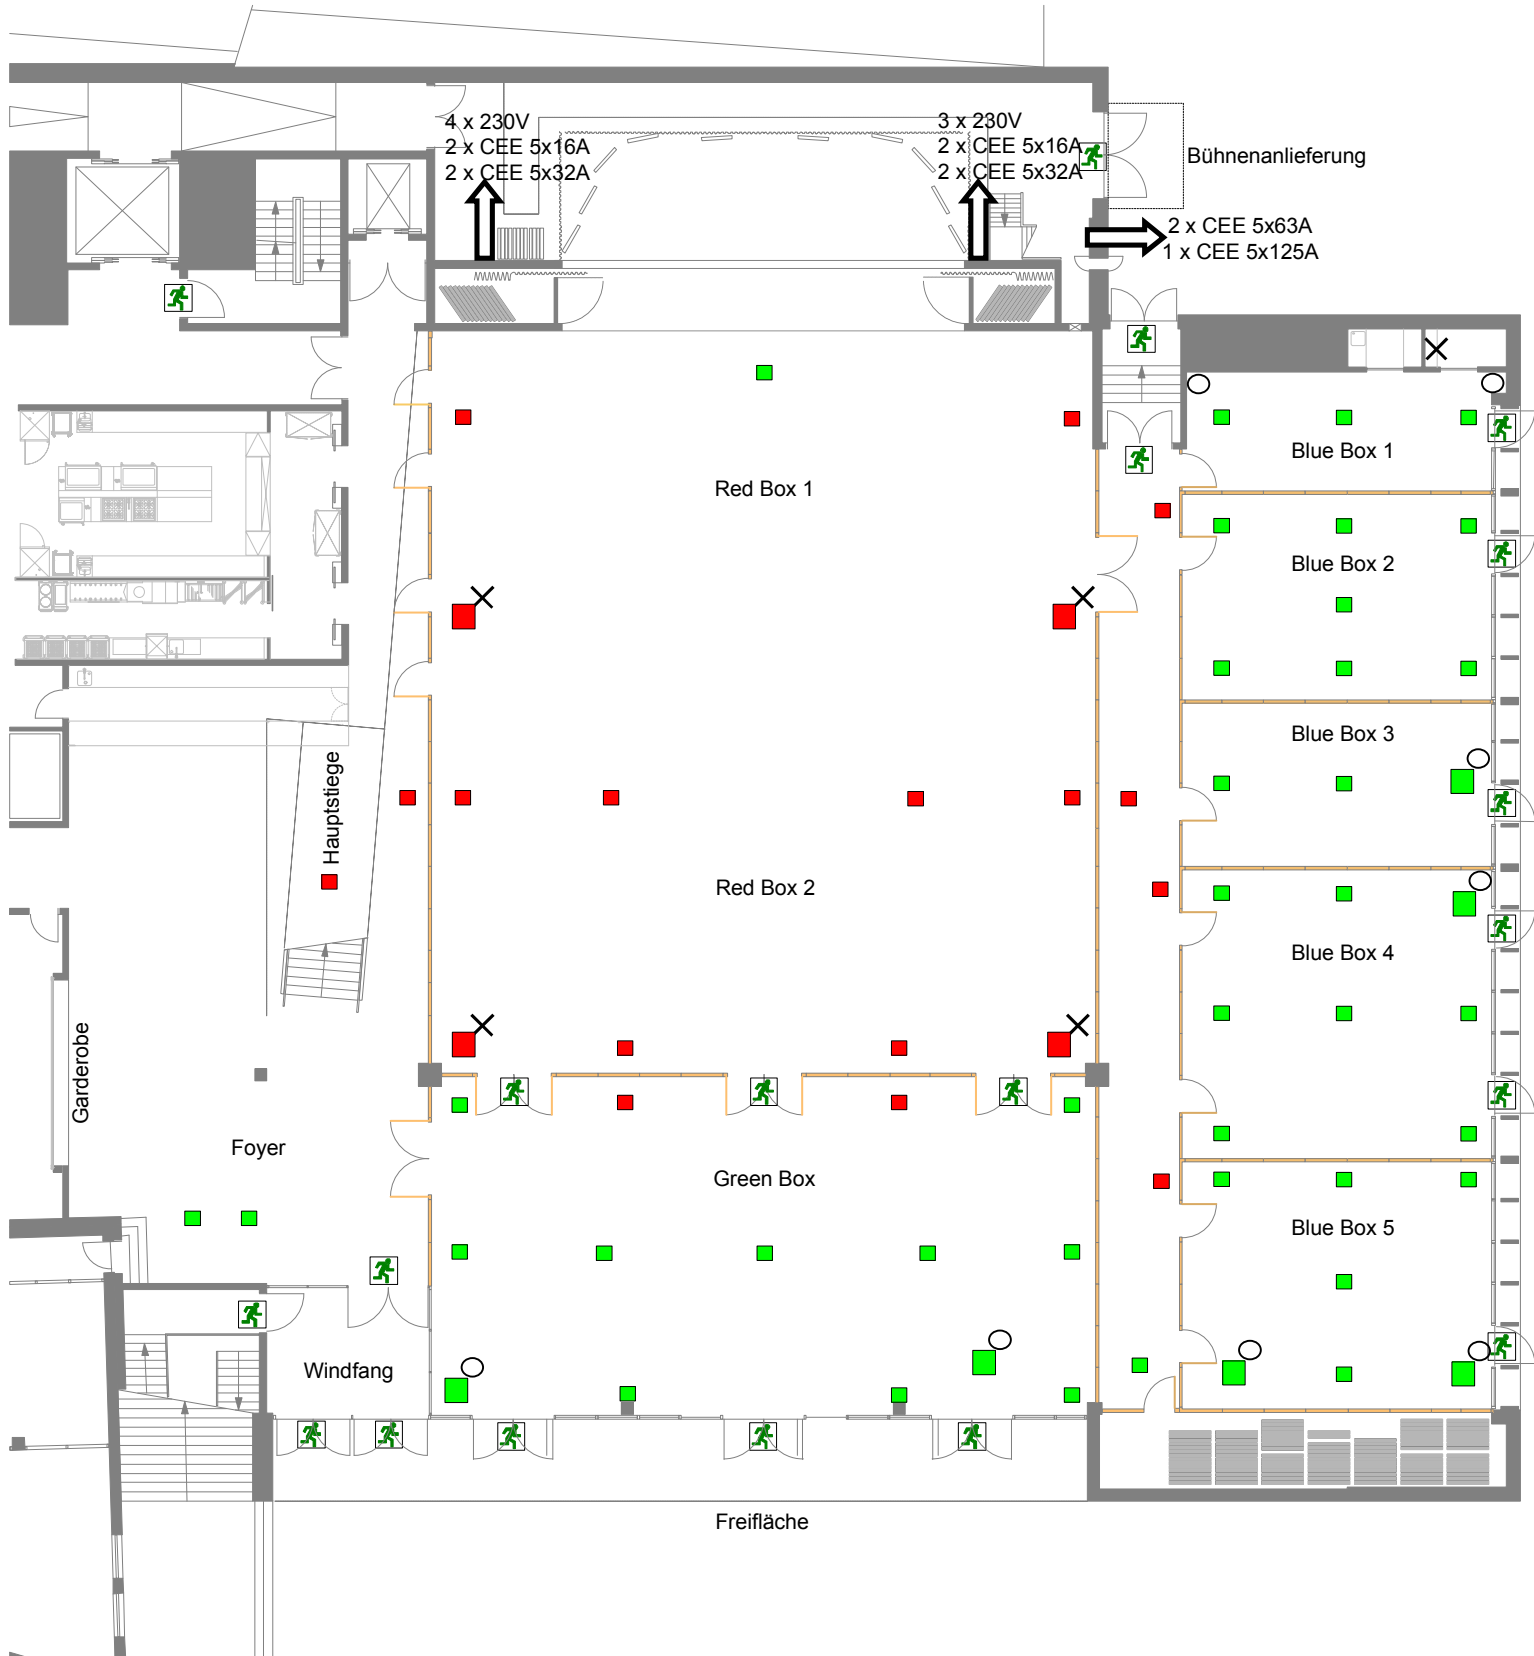 4 x 230V
2 x CEE 5x16A
2 x CEE 5x32A
3 x 230V
2 x CEE 5x16A
2 x CEE 5x32A
Bühnenanlieferung
2 x CEE 5x63A
1 x CEE 5x125A
Red Box 1
Blue Box 1
Blue Box 2
Blue Box 3
Hauptstiege
Red Box 2
Blue Box 4
Garderobe
Foyer
Green Box
Blue Box 5
Windfang
Freifläche